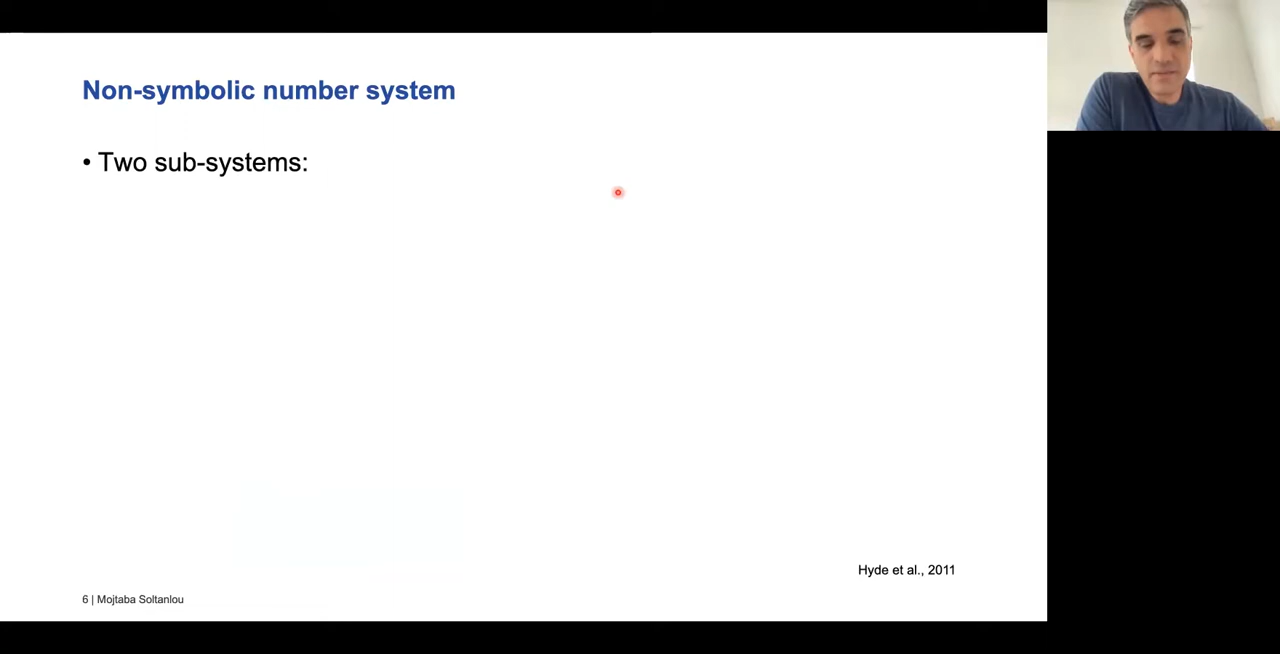 Non-symbolic number system
• Two sub-systems:
Hyde et al., 2011
6 | Mojtaba Soltanlou